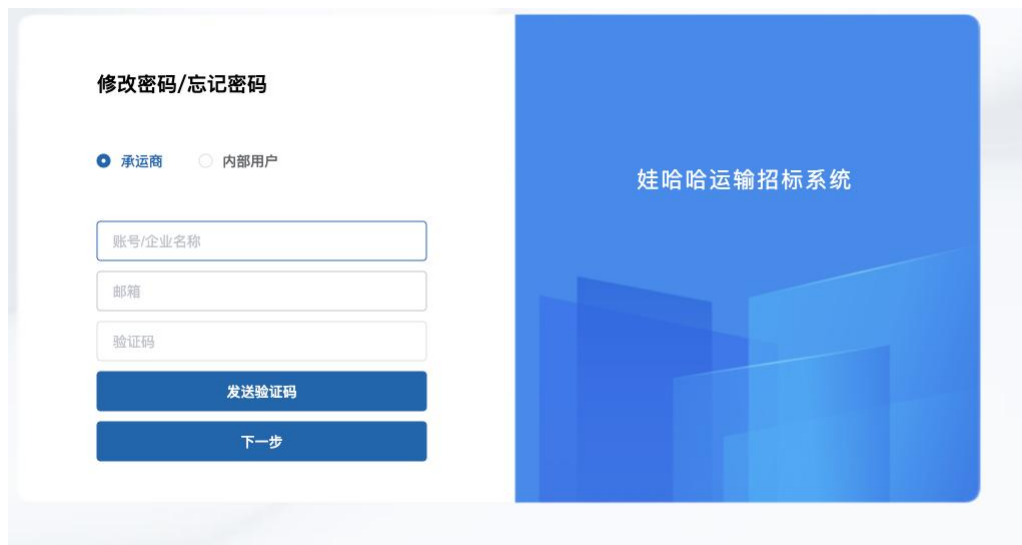 修改密码/忘记密码
承运商 内部用户
账号/企业名称
邮箱
验证码
发送验证码
下一步
娃哈哈运输招标系统